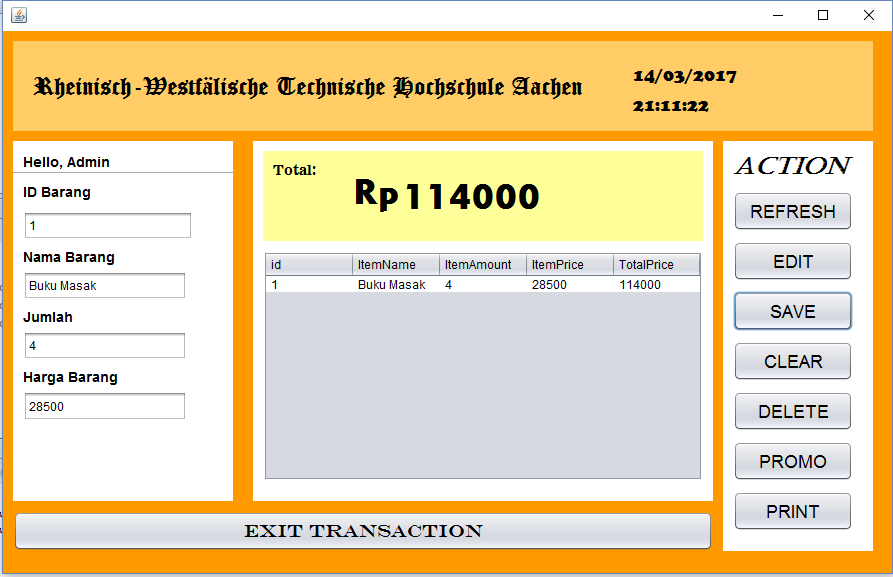 Rheinisch-Westfälische Technische Hochschule Aachen
14/03/2017
21:11:22
Hello, Admin
ID Barang
1
Nama Barang
Buku Masak
Jumlah
4
Harga Barang
28500
Total:
Rp114000
id ItemName ItemAmount ItemPrice TotalPrice
1 Buku Masak 4 28500 114000
ACTION
REFRESH
EDIT
SAVE
CLEAR
DELETE
PROMO
PRINT
EXIT TRANSACTION